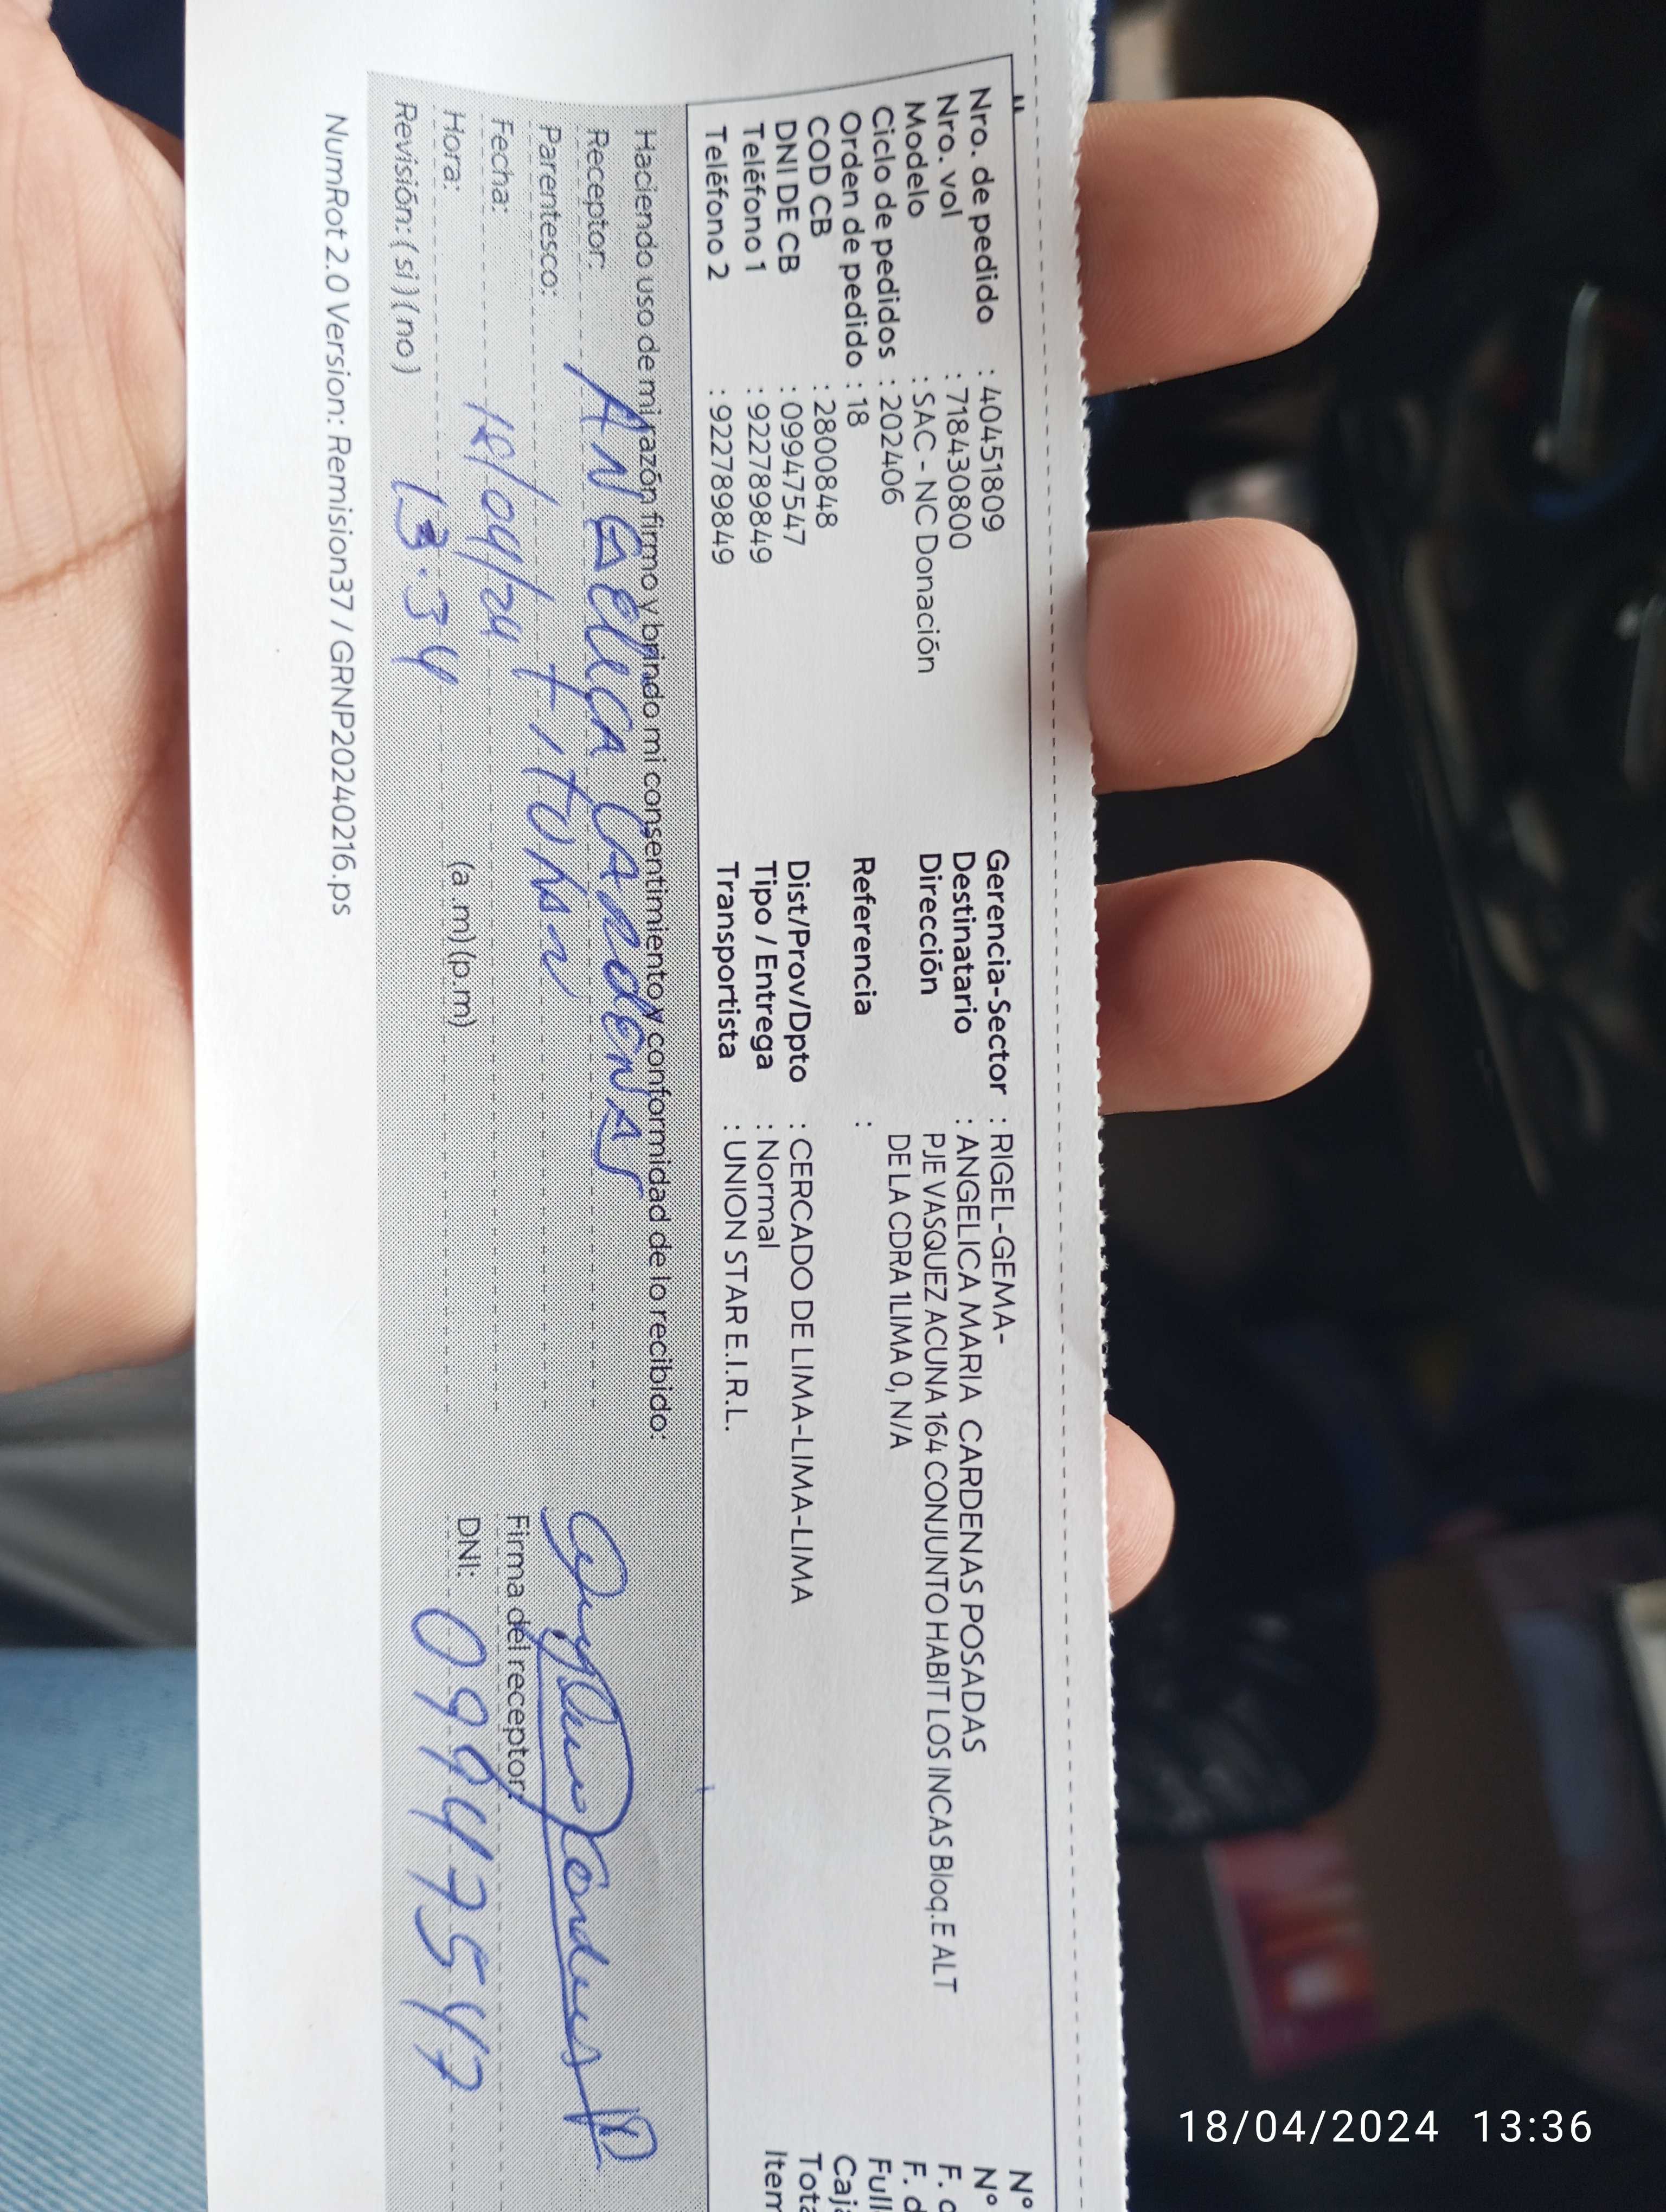 Nro. de pedido : 40451809
Nro. vol : 718430800
Modelo : SAC - NC Donación
Ciclo de pedidos : 202406
Orden de pedido : 18
COD CB : 2800848
DNI DE CB : 09947547
Teléfono 1 : 922789849
Teléfono 2 : 922789849
Gerencia-Sector : RIGEL-GEMA-
Destinatario : ANGELICA MARIA CARDENAS POSADAS
Dirección PJE VASQUEZ ACUNA 164 CONJUNTO HABIT LOS INCAS Bloq.E ALT
DE LA CDRA 1LIMA 0, N/A
Referencia :
Dist/Prov/Dpto : CERCADO DE LIMA-LIMA-LIMA
Tipo / Entrega : Normal
Transportista : UNION STAR E.I.R.L.
N°
N°
F. d
F. d
Full
Caj
Tota
Item
Haciendo uso de mi razón firmo y brindo mi consentimiento y conformidad de lo recibido:
Receptor: ANGELICA CARDENAS
Parentesco: titular
Fecha: 18/04/24
Hora: 13.34 (a.m)(p.m)
Revisión: ( si ) ( no )
Firma del receptor:
DNI: 09947547
NumRot 2.0 Version: Remision37 / GRNP20240216.ps
18/04/2024 13:36